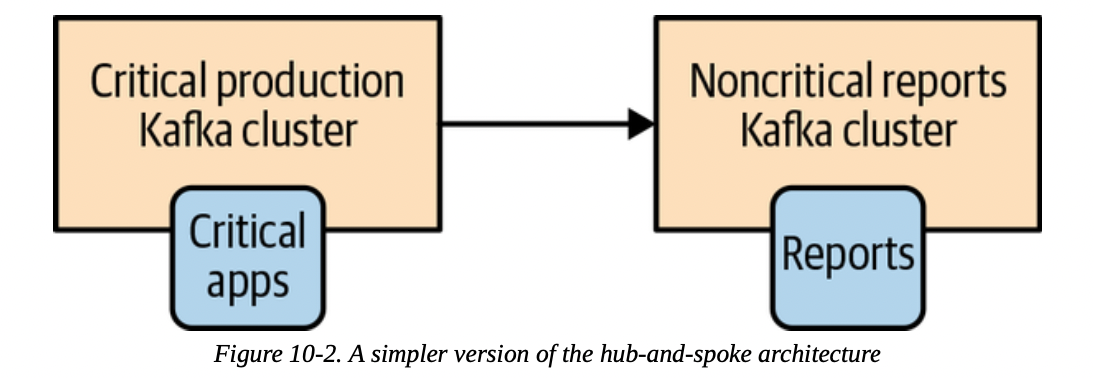 Critical production
Kafka cluster
Noncritical reports
Kafka cluster
Critical
apps
Reports
Figure 10-2. A simpler version of the hub-and-spoke architecture